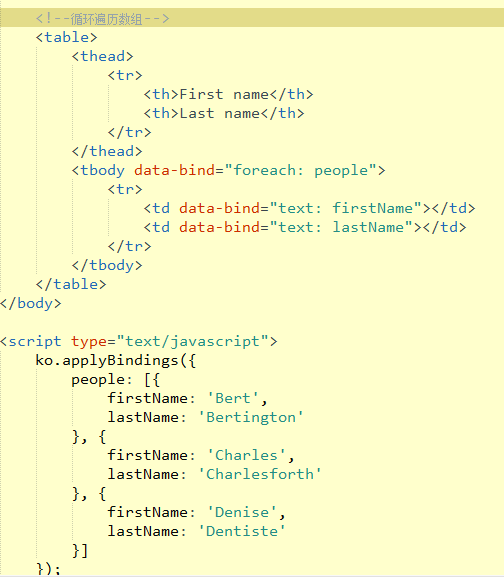 <!--循环遍历数组-->
<table>
<thead>
<tr>
<th>First name</th>
<th>Last name</th>
</tr>
</thead>
<tbody data-bind="foreach: people">
<tr>
<td data-bind="text: firstName"></td>
<td data-bind="text: lastName"></td>
</tr>
</tbody>
</table>
</body>
<script type="text/javascript">
ko.applyBindings({
people: [{
firstName: 'Bert',
lastName: 'Bertington'
}, {
firstName: 'Charles',
lastName: 'Charlesforth'
}, {
firstName: 'Denise',
lastName: 'Dentiste'
}]
});